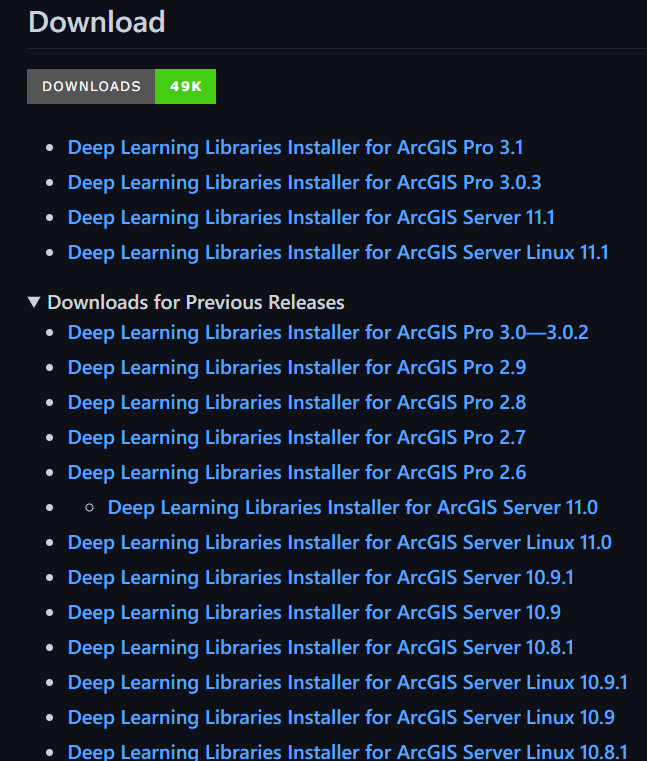 Download
DOWNLOADS 49K
Deep Learning Libraries Installer for ArcGIS Pro 3.1
Deep Learning Libraries Installer for ArcGIS Pro 3.0.3
Deep Learning Libraries Installer for ArcGIS Server 11.1
Deep Learning Libraries Installer for ArcGIS Server Linux 11.1
Downloads for Previous Releases
Deep Learning Libraries Installer for ArcGIS Pro 3.0—3.0.2
Deep Learning Libraries Installer for ArcGIS Pro 2.9
Deep Learning Libraries Installer for ArcGIS Pro 2.8
Deep Learning Libraries Installer for ArcGIS Pro 2.7
Deep Learning Libraries Installer for ArcGIS Pro 2.6
Deep Learning Libraries Installer for ArcGIS Server 11.0
Deep Learning Libraries Installer for ArcGIS Server Linux 11.0
Deep Learning Libraries Installer for ArcGIS Server 10.9.1
Deep Learning Libraries Installer for ArcGIS Server 10.9
Deep Learning Libraries Installer for ArcGIS Server 10.8.1
Deep Learning Libraries Installer for ArcGIS Server Linux 10.9.1
Deep Learning Libraries Installer for ArcGIS Server Linux 10.9
Deep Learning Libraries Installer for ArcGIS Server Linux 10.8.1